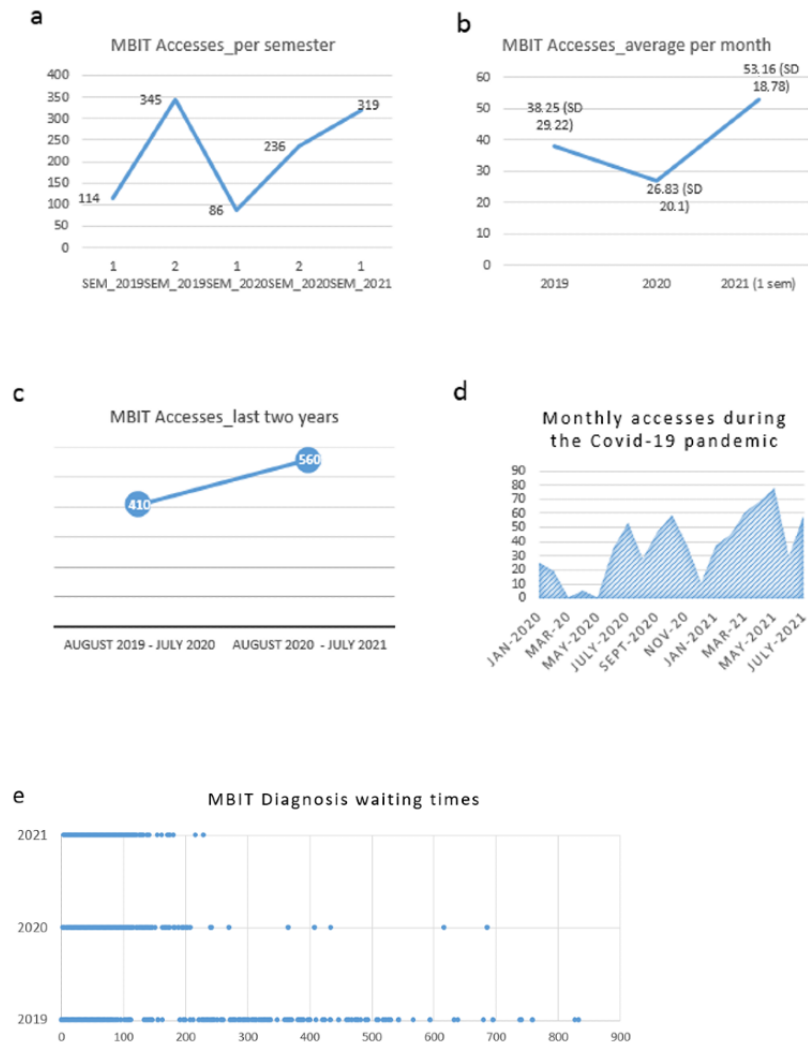 a
MBIT Accesses_per semester
400
350
300
250
200
150
100
50
0
114
345
86
236
319
1 2 1 2 1
SEM_2019SEM_2019SEM_2020SEM_2020SEM_2021
b
MBIT Accesses_average per month
60
50
40
30
20
10
0
38.25 (SD
29.22)
26.83 (SD
20.1)
53.16 (SD
18.78)
2019 2020 2021 (1 sem)
c
MBIT Accesses_last two years
410
560
AUGUST 2019 - JULY 2020 AUGUST 2020 - JULY 2021
d
Monthly accesses during
the Covid-19 pandemic
90
80
70
60
50
40
30
20
10
0
JAN-2020
MAR-20
MAY-2020
JULY-2020
SEPT-2020
NOV-20
JAN-2021
MAR-21
MAY-2021
JULY-2021
e
MBIT Diagnosis waiting times
2021
2020
2019
0 100 200 300 400 500 600 700 800 900